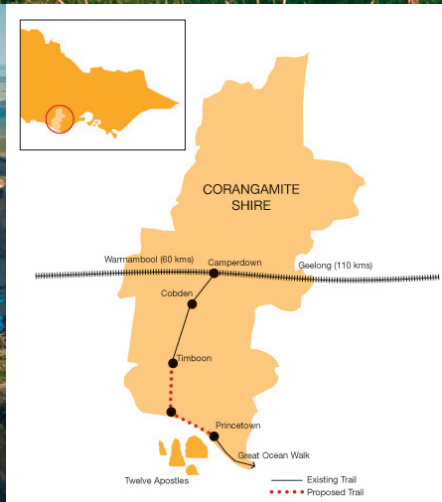 CORANGAMITE
SHIRE
Warrnambool (60 kms)
Camperdown
Geelong (110 kms)
Cobden
Timboon
Princetown
Great Ocean Walk
Twelve Apostles
Existing Trail
Proposed Trail